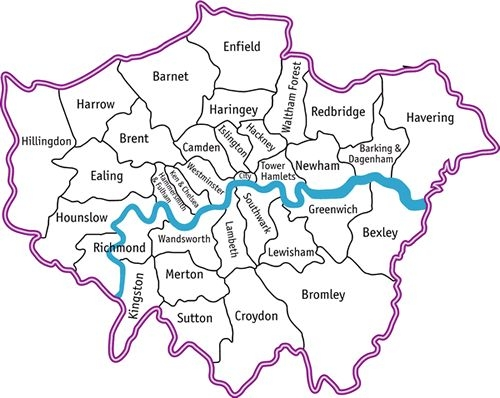 Enfield
Barnet
Waltham Forest
Harrow
Haringey
Redbridge
Havering
Hillingdon
Brent
Camden
Islington
Hackney
Barking &
Dagenham
Ealing
Westminster
City
Tower
Hamlets
Newham
Ken & Chelsea
Hammersmith
& Fulham
Hounslow
Southwark
Greenwich
Richmond
Wandsworth
Lambeth
Lewisham
Bexley
Kingston
Merton
Bromley
Sutton
Croydon